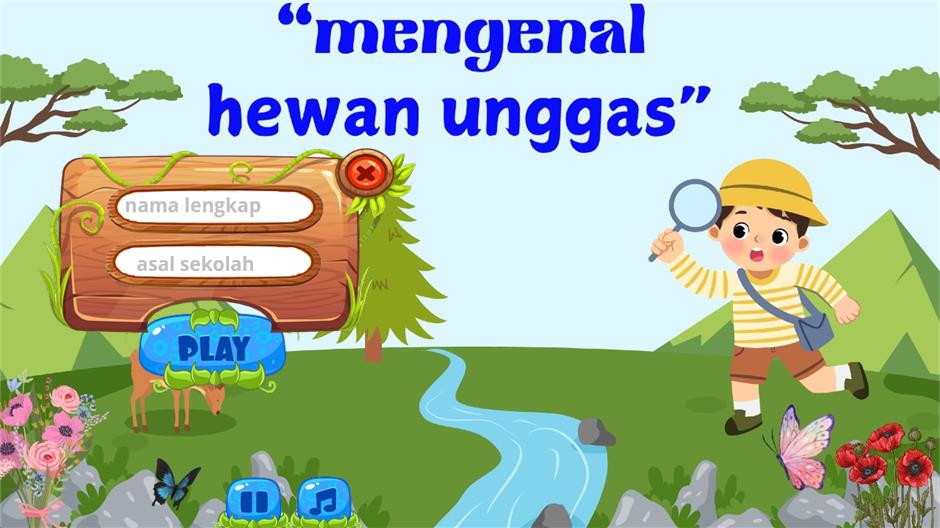 “mengenal
hewan unggas”
nama lengkap
asal sekolah
PLAY